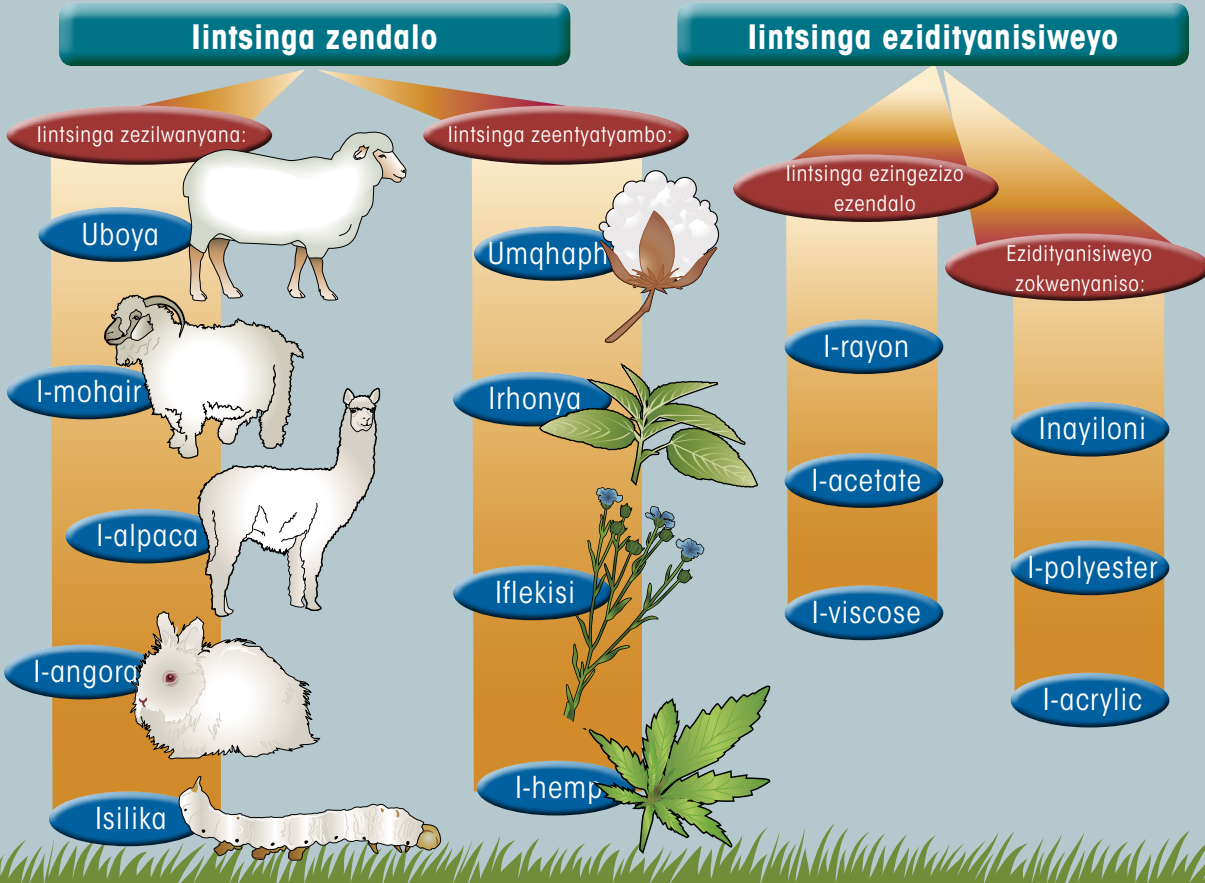 Iintsinga zendalo
Iintsinga ezidityanisiweyo
Iintsinga zezilwanyana:
Uboya
I-mohair
I-alpaca
I-angora
Isilika
Iintsinga zeentyatyambo:
Umqhaph
Irhonya
Iflekisi
I-hemp
Iintsinga ezingezizo
ezendalo
I-rayon
I-acetate
I-viscose
Ezidityanisiweyo
zokwenyaniso:
Inayiloni
I-polyester
I-acrylic